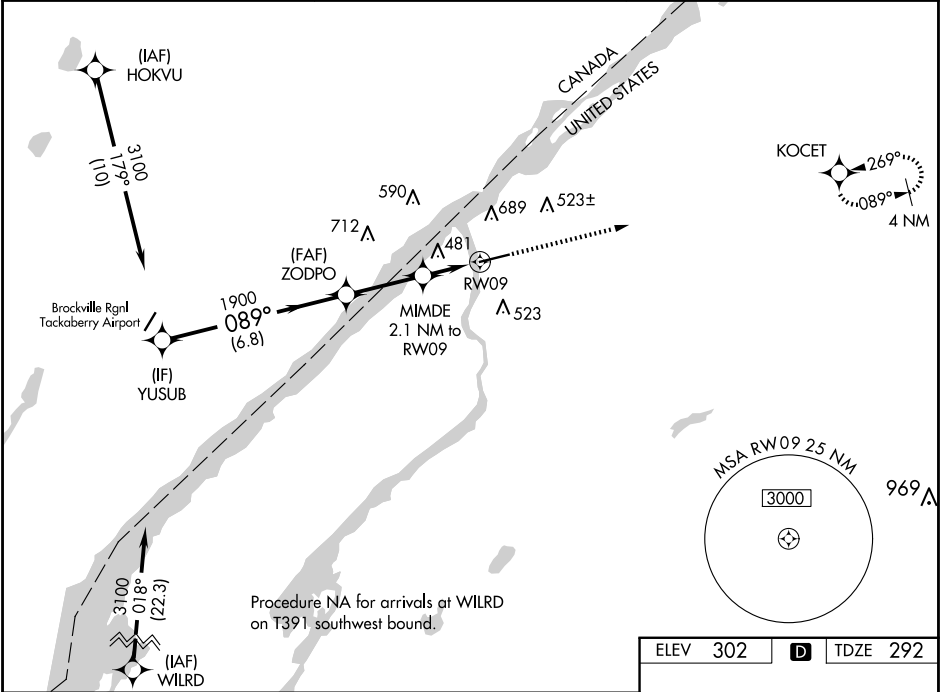 (IAF)
HOKVU
3100
179°
(10)
CANADA
UNITED STATES
KOCET
269°
089°
4 NM
590
712
689
523±
481
(FAF)
ZODPO
RW09
MIMDE
2.1 NM to
RW09
523
1900
089°
(6.8)
Brockville Rgnl
Tackaberry Airport
(IF)
YUSUB
MSA RW09 25 NM
3000
969
3100
018°
(22.3)
Procedure NA for arrivals at WILRD
on T391 southwest bound.
(IAF)
WILRD
ELEV 302 D TDZE 292